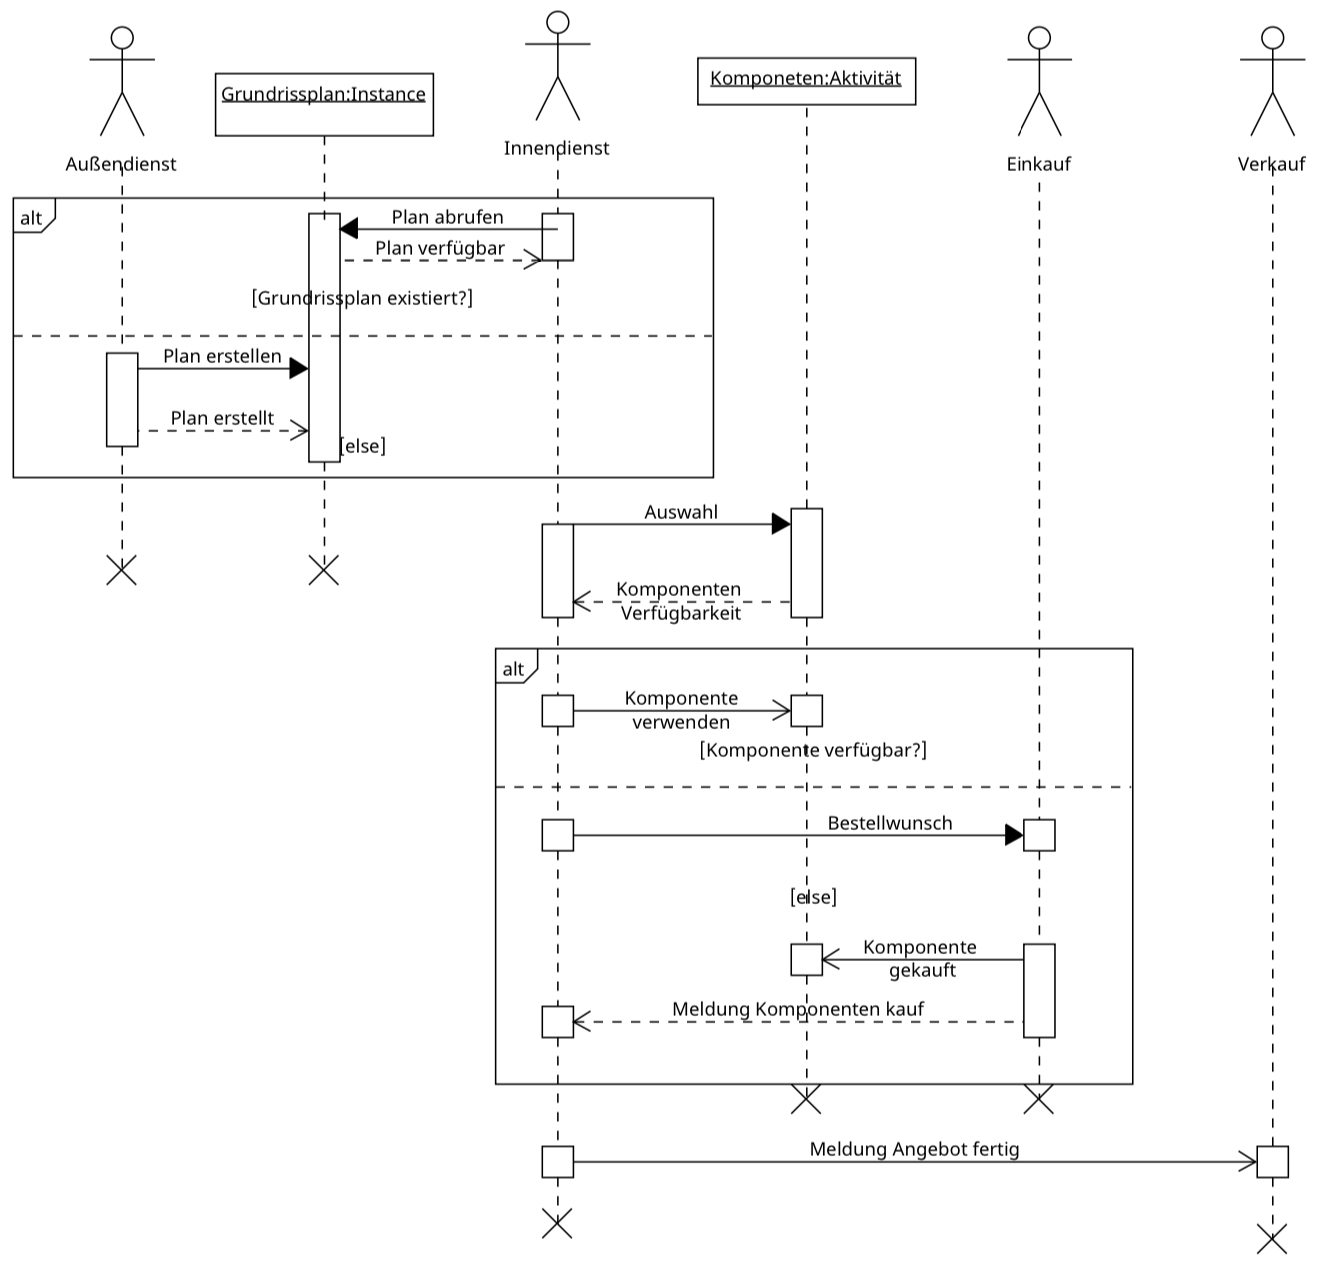 Außendienst
Grundrissplan:Instance
Innendienst
Komponeten:Aktivität
Einkauf
Verkauf
alt
Plan abrufen
Plan verfügbar
[Grundrissplan existiert?]
Plan erstellen
Plan erstellt
[else]
Auswahl
Komponenten
Verfügbarkeit
alt
Komponente
verwenden
[Komponente verfügbar?]
Bestellwunsch
[else]
Komponente
gekauft
Meldung Komponenten kauf
Meldung Angebot fertig